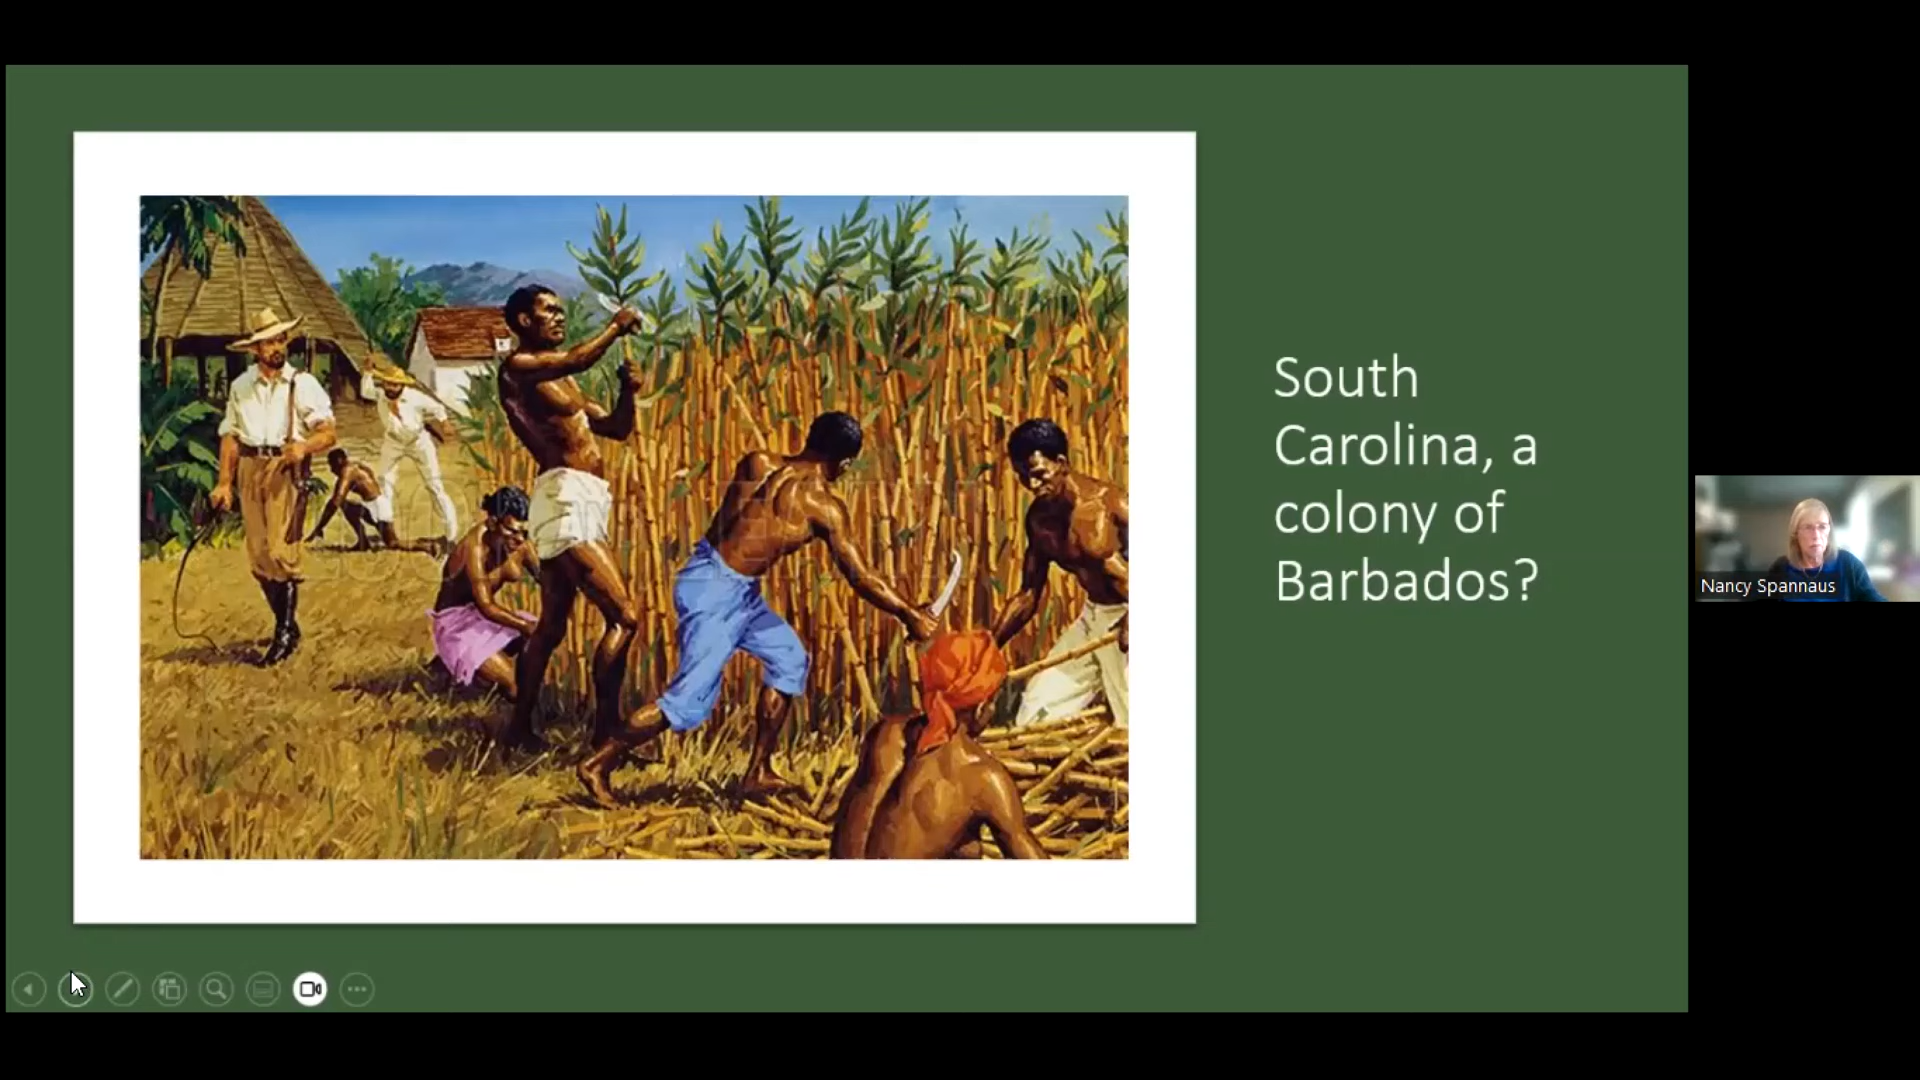 South
Carolina, a
colony of
Barbados?
Nancy Spannaus